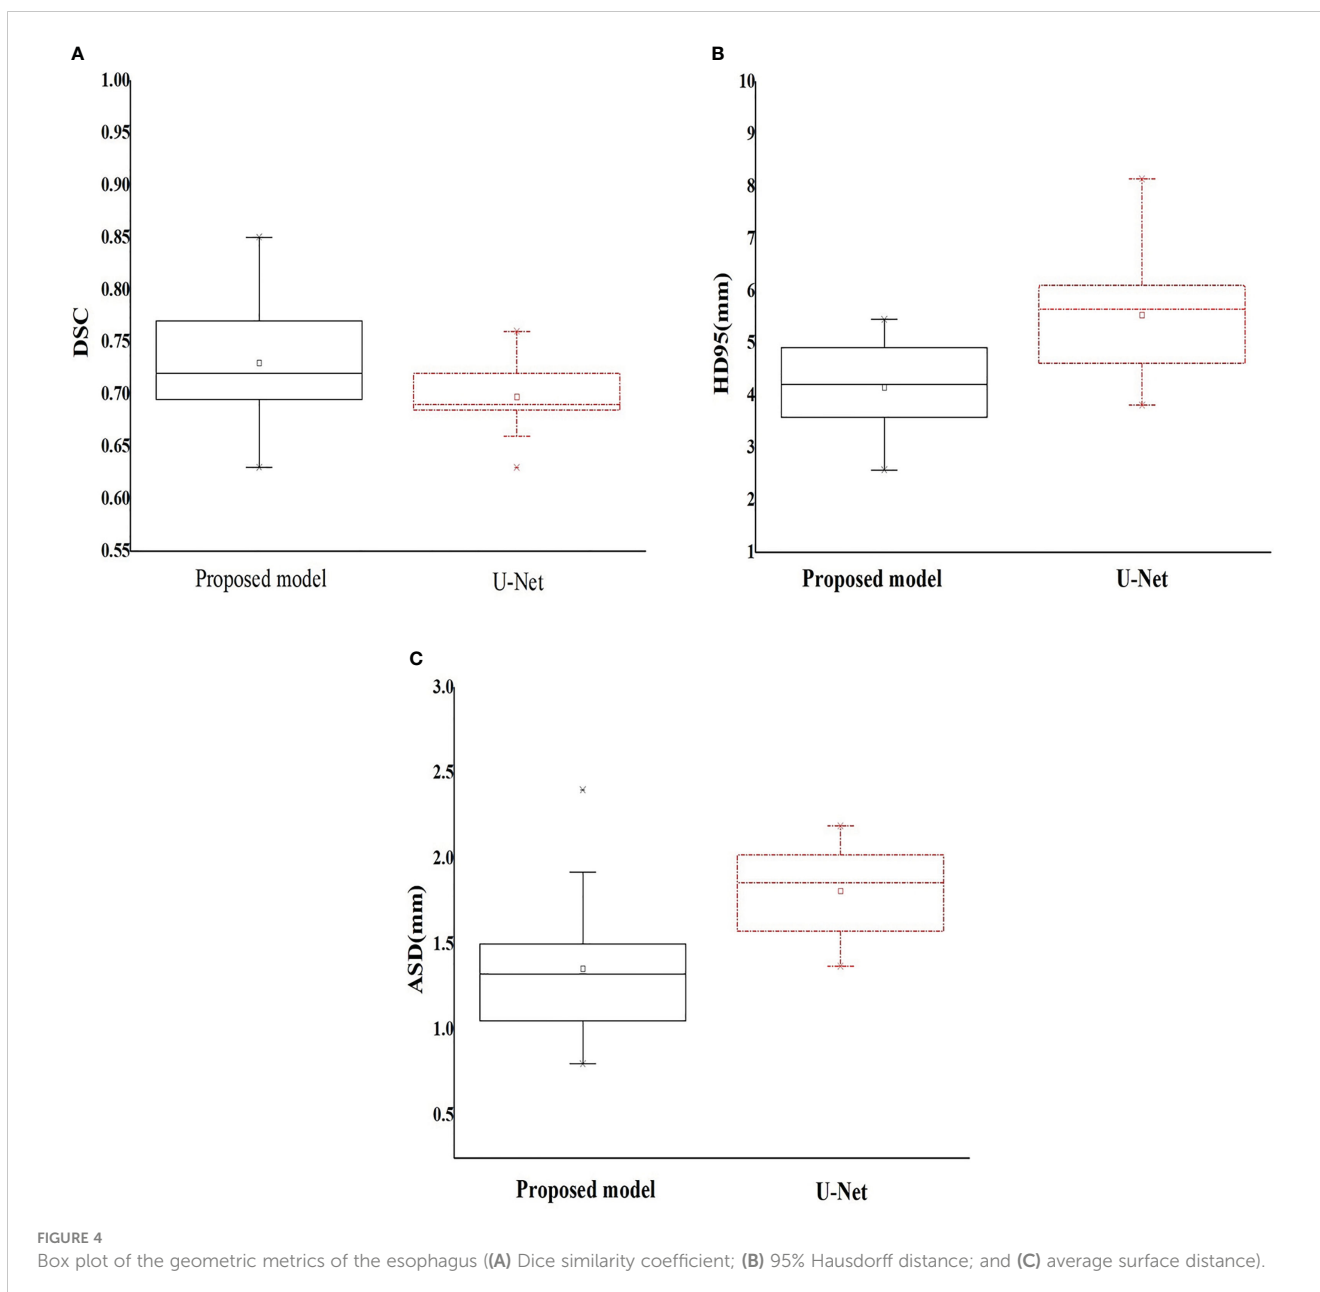 A
1.00
0.95
0.90
0.85
0.80
0.75
0.70
0.65
0.60
0.55
DSC
Proposed model
U-Net
B
10
9
8
7
6
5
4
3
2
1
HD95(mm)
Proposed model
U-Net
C
3.0
2.5
2.0
1.5
1.0
0.5
ASD(mm)
Proposed model
U-Net
FIGURE 4
Box plot of the geometric metrics of the esophagus ((A) Dice similarity coefficient; (B) 95% Hausdorff distance; and (C) average surface distance).